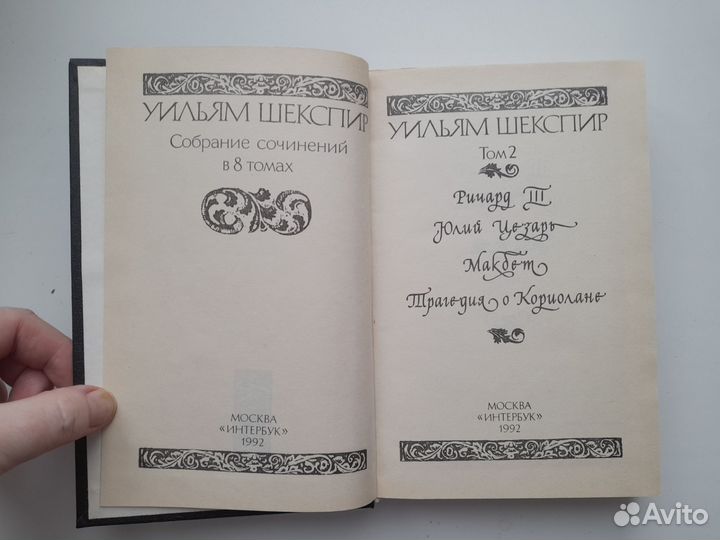 УИЛЬЯМ ШЕКСПИР
Собрание сочинений
в 8 томах
МОСКВА
«ИНТЕРБУК»
1992
УИЛЬЯМ ШЕКСПИР
Том 2
Ричард III
Юлий Цезарь
Макбет
Трагедия о Кориолане
МОСКВА
«ИНТЕРБУК»
1992
Avito